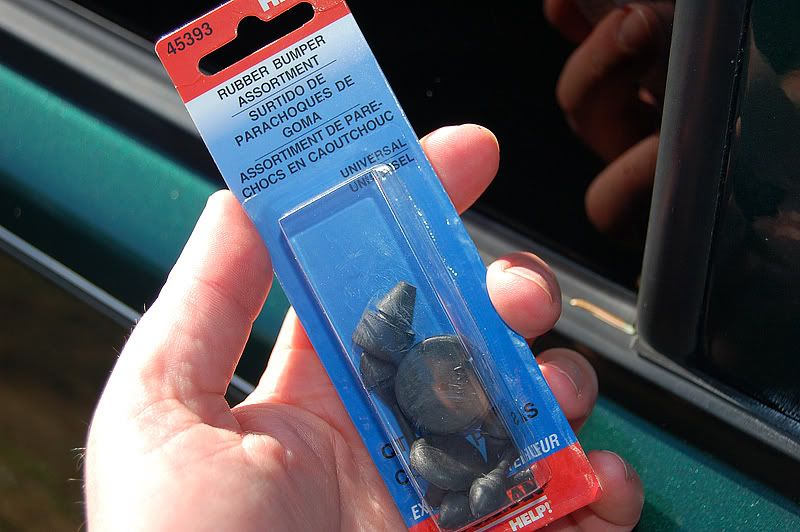 45393
RUBBER BUMPER
ASSORTMENT
SURTIDO DE
PARACHOQUES DE
GOMA
ASSORTIMENT DE PARE-
CHOCS EN CAOUTCHOUC
UNIVERSAL
HELP!